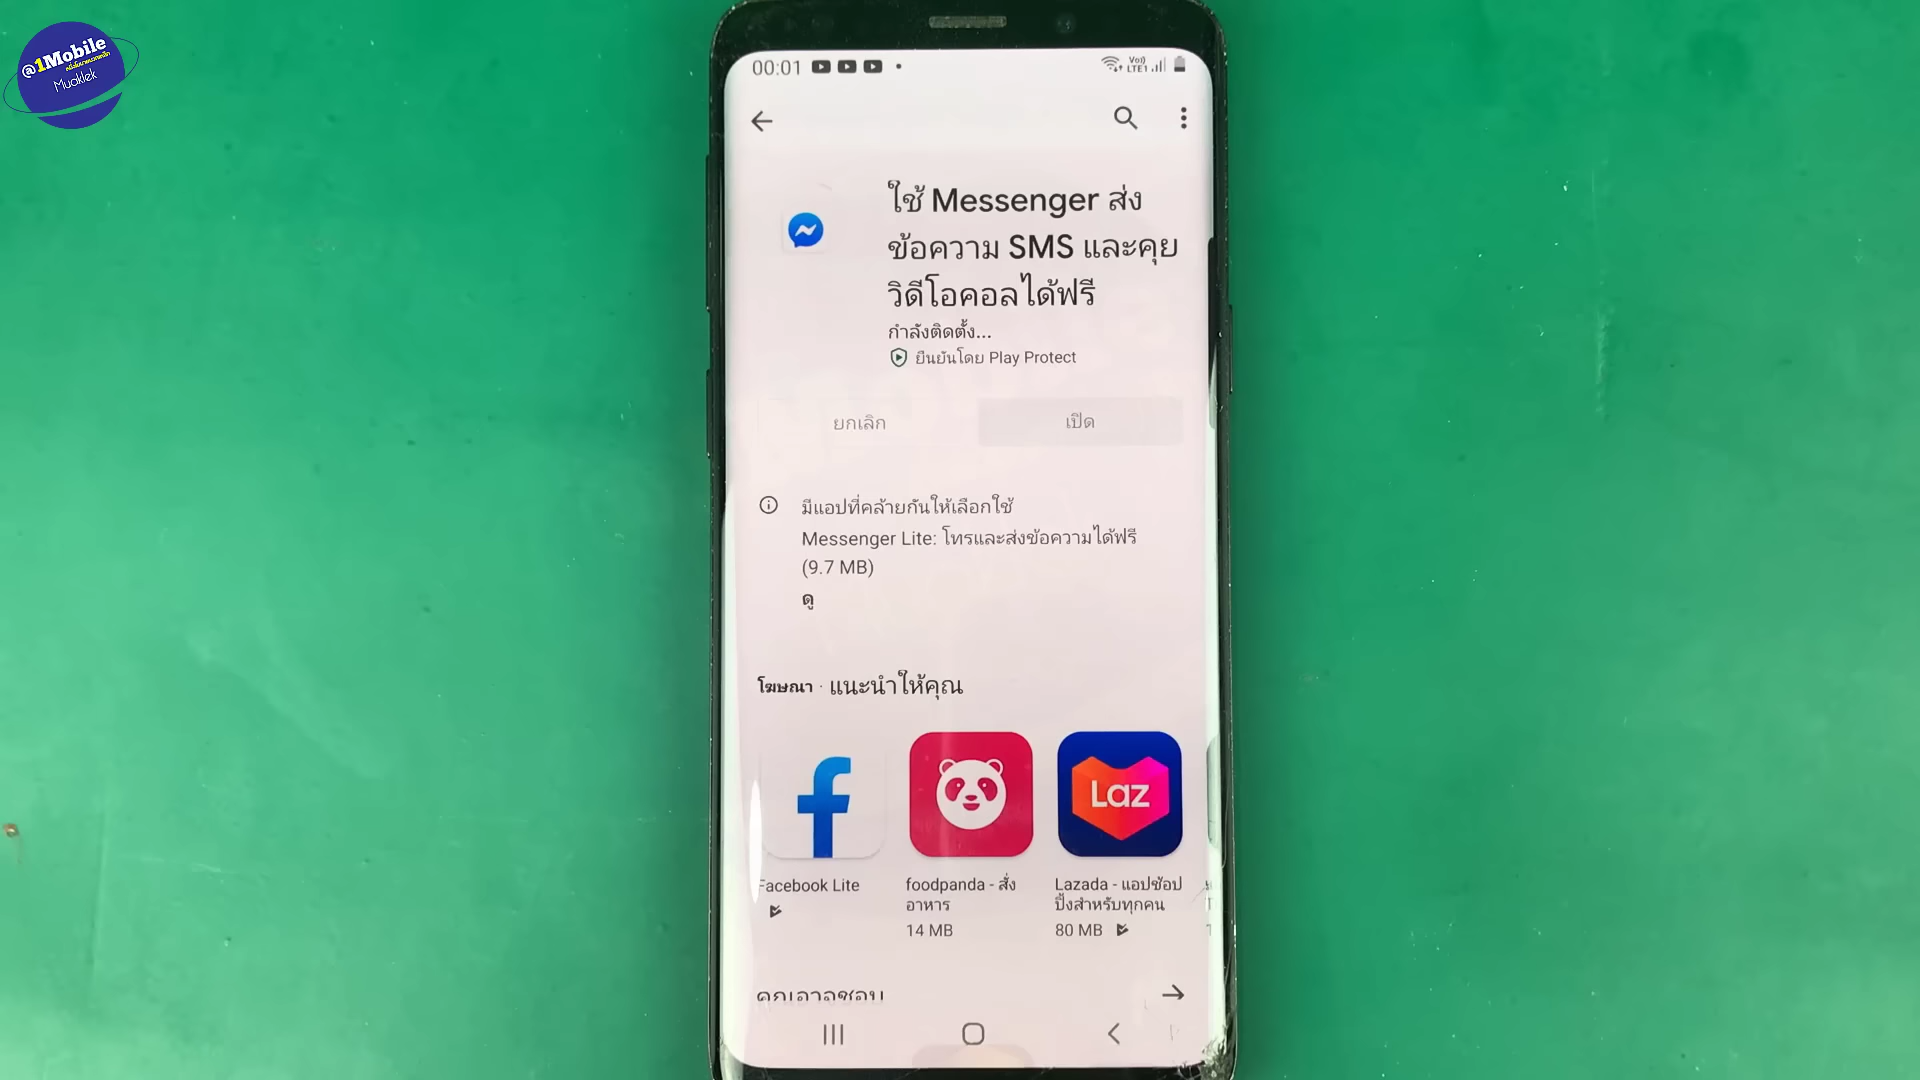 @1Mobile
Muaklek
00:01
Vo))
LTE1
ใช้ Messenger ส่ง
ข้อความ SMS และคุย
วิดีโอคอลได้ฟรี
กำลังติดตั้ง...
ยืนยันโดย Play Protect
ยกเลิก
เปิด
มีแอปที่คล้ายกันให้เลือกใช้
Messenger Lite: โทรและส่งข้อความได้ฟรี
(9.7 MB)
ดู
โฆษณา · แนะนำให้คุณ
Laz
Facebook Lite
foodpanda - สั่ง
อาหาร
14 MB
Lazada - แอปช้อป
ปิ้งสำหรับทุกคน
80 MB